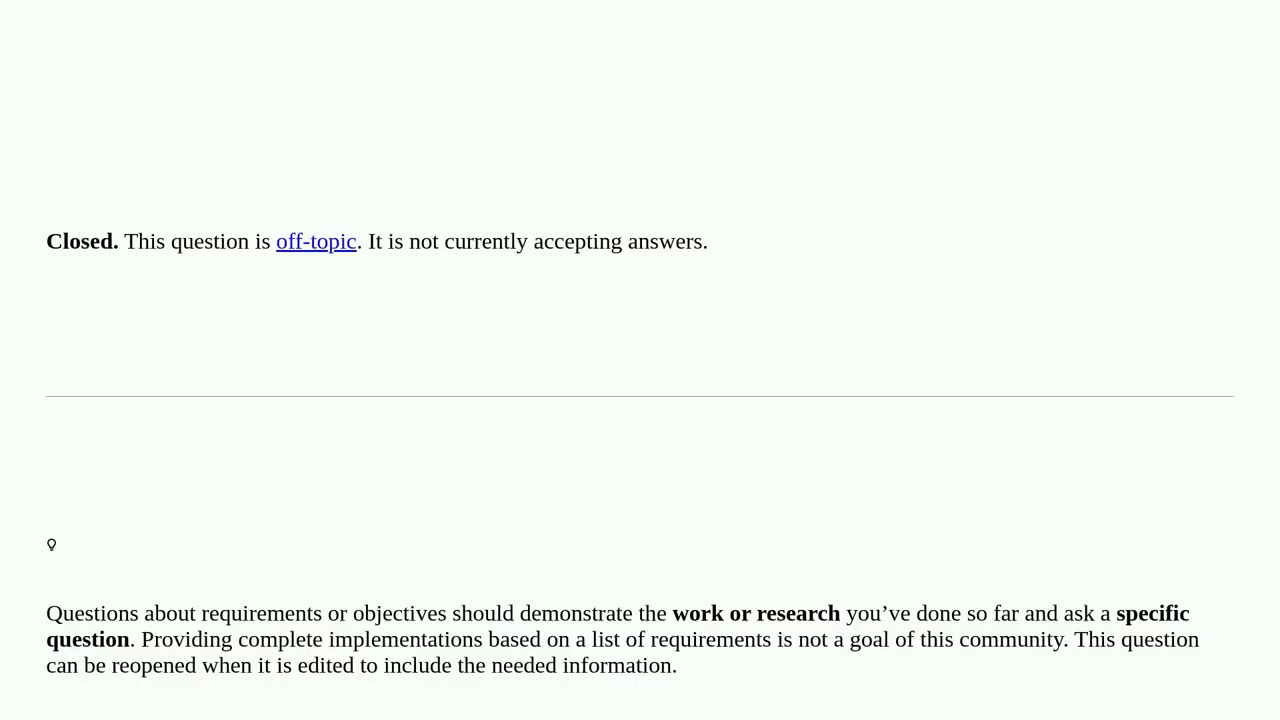 Closed. This question is off-topic. It is not currently accepting answers.
Questions about requirements or objectives should demonstrate the work or research you’ve done so far and ask a specific
question. Providing complete implementations based on a list of requirements is not a goal of this community. This question
can be reopened when it is edited to include the needed information.